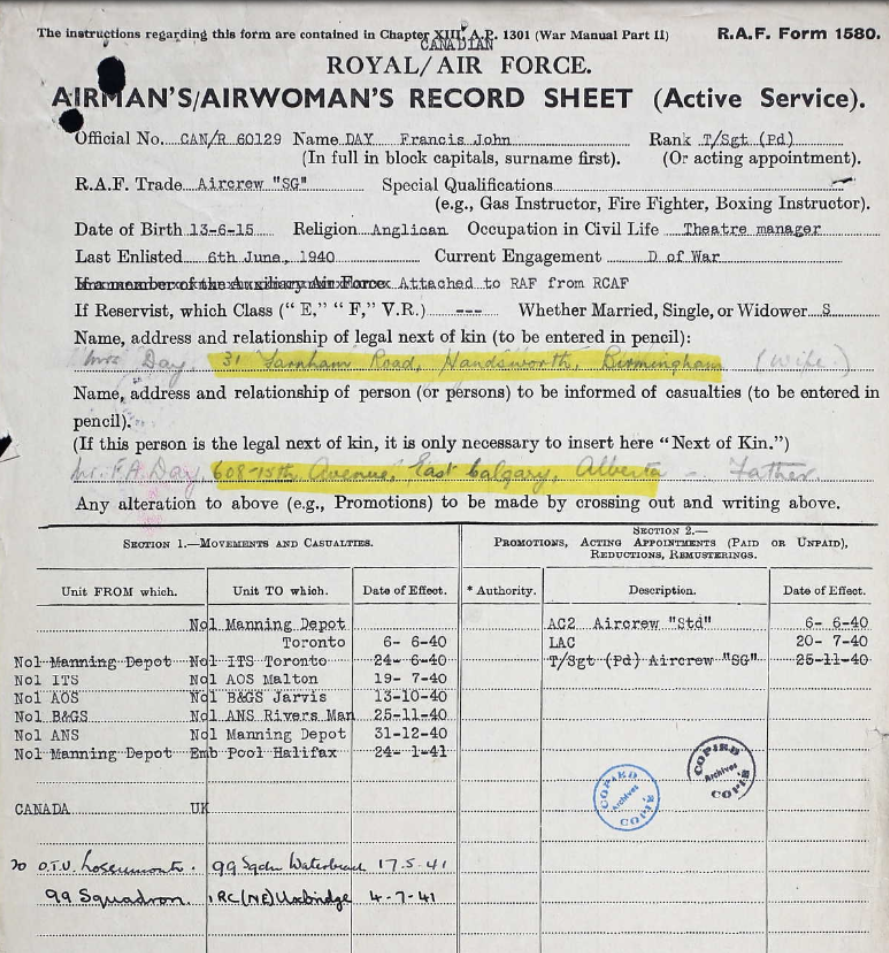 The instructions regarding this form are contained in Chapter XIII, A.P. 1301 (War Manual Part II) R.A.F. Form 1580.
CANADIAN
ROYAL/AIR FORCE.
AIRMAN'S/AIRWOMAN'S RECORD SHEET (Active Service).
Official No. CAN/R 60129 Name DAY Francis John Rank T/Sgt (Pd)
(In full in block capitals, surname first). (Or acting appointment).
R.A.F. Trade Aircrew "SG" Special Qualifications
(e.g., Gas Instructor, Fire Fighter, Boxing Instructor).
Date of Birth 13-6-15 Religion Anglican Occupation in Civil Life Theatre manager
Last Enlisted 6th June, 1940 Current Engagement D of War
If a member of the Auxiliary Air Force: Attached to RAF from RCAF
If Reservist, which Class (“E,” “F,” V.R.) --- Whether Married, Single, or Widower S
Name, address and relationship of legal next of kin (to be entered in pencil):
Mrs Day, 31 Farnham Road, Handsworth, Birmingham (Wife)
Name, address and relationship of person (or persons) to be informed of casualties (to be entered in
pencil).
(If this person is the legal next of kin, it is only necessary to insert here “Next of Kin.”)
Mr. F.A. Day, 608-15th. Avenue, East Calgary, Alberta - Father.
Any alteration to above (e.g., Promotions) to be made by crossing out and writing above.
SECTION 1.—MOVEMENTS AND CASUALTIES.
SECTION 2.—
PROMOTIONS, ACTING APPOINTMENTS (PAID OR UNPAID),
REDUCTIONS, REMUSTERINGS.
Unit FROM which. Unit TO which. Date of Effect. * Authority. Description. Date of Effect.
No1 Manning Depot AC2 Aircrew "Std" 6- 6-40
Toronto 6- 6-40 LAC 20- 7-40
No1 Manning Depot No1 ITS Toronto 24- 6-40 T/Sgt (Pd) Aircrew "SG" 25-11-40
No1 ITS No1 AOS Malton 19- 7-40
No1 AOS No1 B&GS Jarvis 13-10-40
No1 B&GS No1 ANS Rivers Man 25-11-40
No1 ANS No1 Manning Depot 31-12-40
No1 Manning Depot Emb Pool Halifax 24- 1-41
COPIED Archives COPIE
COPIED Archives COPIE
CANADA UK
20 O.T.U. Lossiemouth. 99 Sqdn Waterbeach 17.5.41
99 Squadron. 1RC(NE)Uxbridge 4-7-41